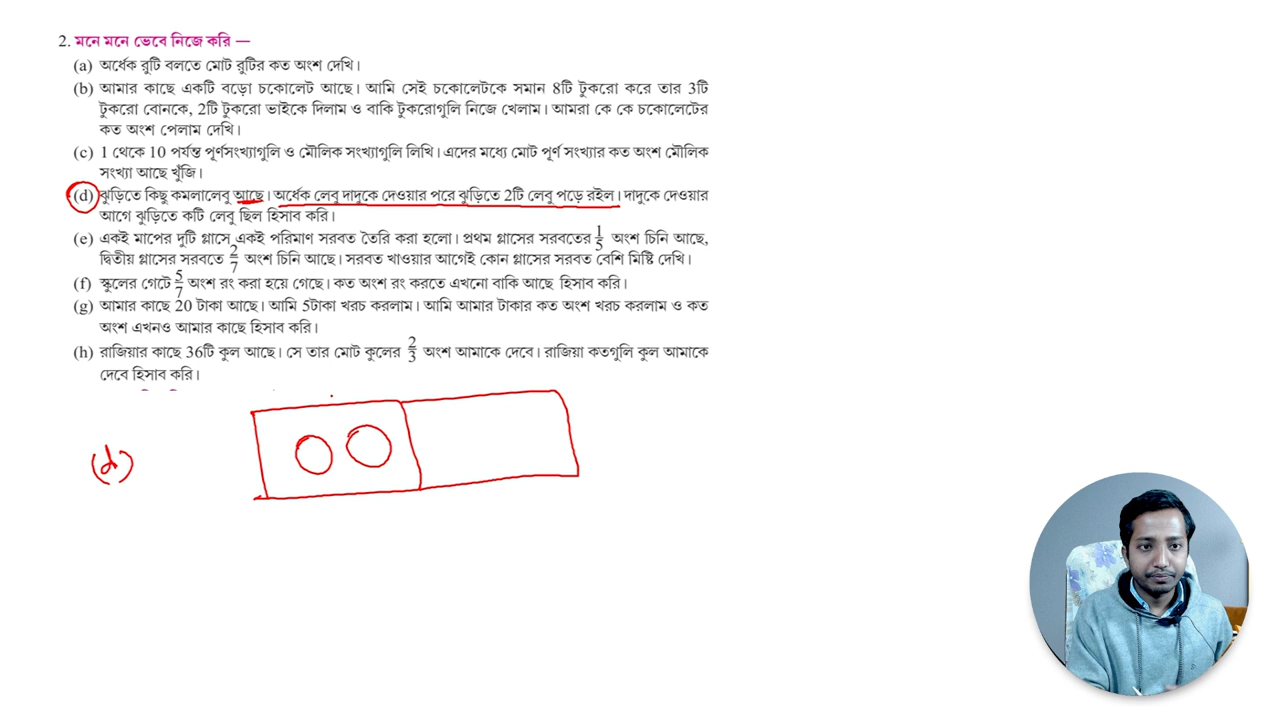 2. মনে মনে ভেবে নিজে করি —
(a) অর্ধেক রুটি বলতে মোট রুটির কত অংশ দেখি।
(b) আমার কাছে একটি বড়ো চকোলেট আছে। আমি সেই চকোলেটকে সমান 8টি টুকরো করে তার 3টি
টুকরো বোনকে, 2টি টুকরো ভাইকে দিলাম ও বাকি টুকরোগুলি নিজে খেলাম। আমরা কে কে চকোলেটের
কত অংশ পেলাম দেখি।
(c) 1 থেকে 10 পর্যন্ত পূর্ণসংখ্যাগুলি ও মৌলিক সংখ্যাগুলি লিখি। এদের মধ্যে মোট পূর্ণ সংখ্যার কত অংশ মৌলিক
সংখ্যা আছে খুঁজি।
(d) ঝুড়িতে কিছু কমলালেবু আছে। অর্ধেক লেবু দাদুকে দেওয়ার পরে ঝুড়িতে 2টি লেবু পড়ে রইল। দাদুকে দেওয়ার
আগে ঝুড়িতে কটি লেবু ছিল হিসাব করি।
(e) একই মাপের দুটি গ্লাসে একই পরিমাণ সরবত তৈরি করা হলো। প্রথম গ্লাসের সরবতের 1/5 অংশ চিনি আছে,
দ্বিতীয় গ্লাসের সরবতে 2/7 অংশ চিনি আছে। সরবত খাওয়ার আগেই কোন গ্লাসের সরবত বেশি মিষ্টি দেখি।
(f) স্কুলের গেটে 5/7 অংশ রং করা হয়ে গেছে। কত অংশ রং করতে এখনো বাকি আছে হিসাব করি।
(g) আমার কাছে 20 টাকা আছে। আমি 5টাকা খরচ করলাম। আমি আমার টাকার কত অংশ খরচ করলাম ও কত
অংশ এখনও আমার কাছে হিসাব করি।
(h) রাজিয়ার কাছে 36টি কুল আছে। সে তার মোট কুলের 2/3 অংশ আমাকে দেবে। রাজিয়া কতগুলি কুল আমাকে
দেবে হিসাব করি।
(d)